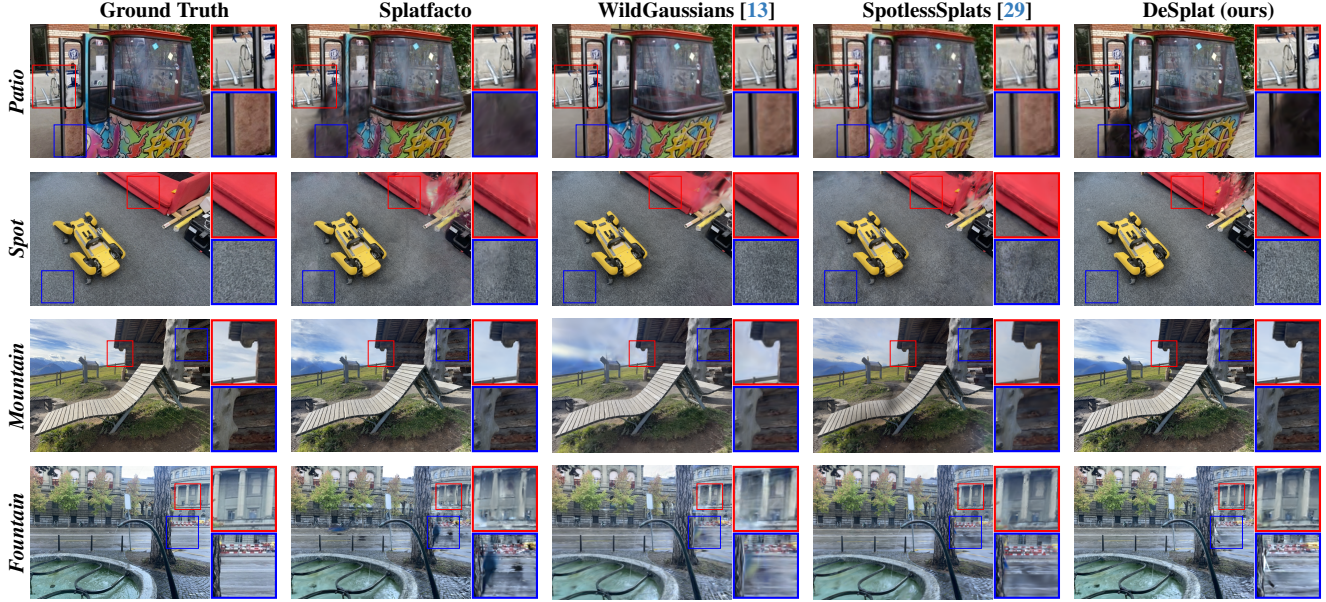 Ground Truth Splatfacto WildGaussians [13] SpotlessSplats [29] DeSplat (ours)
Patio
Spot
Mountain
Fountain